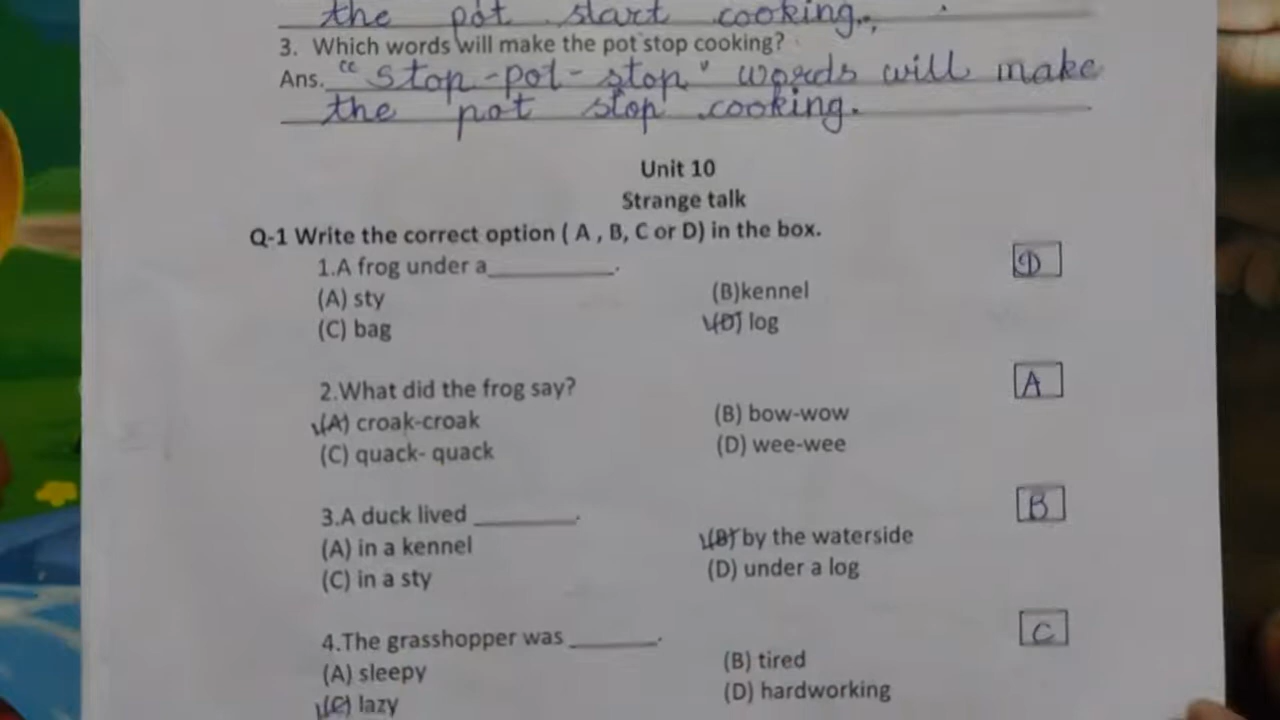 the pot start cooking.
3. Which words will make the pot stop cooking?
Ans. "stop-pot-stop" words will make
the pot stop cooking.
Unit 10
Strange talk
Q-1 Write the correct option ( A , B, C or D) in the box.
1.A frog under a__________. D
(A) sty (B)kennel
(C) bag (D) log
2.What did the frog say? A
(A) croak-croak (B) bow-wow
(C) quack- quack (D) wee-wee
3.A duck lived ________. B
(A) in a kennel (B) by the waterside
(C) in a sty (D) under a log
4.The grasshopper was _______. C
(A) sleepy (B) tired
(C) lazy (D) hardworking